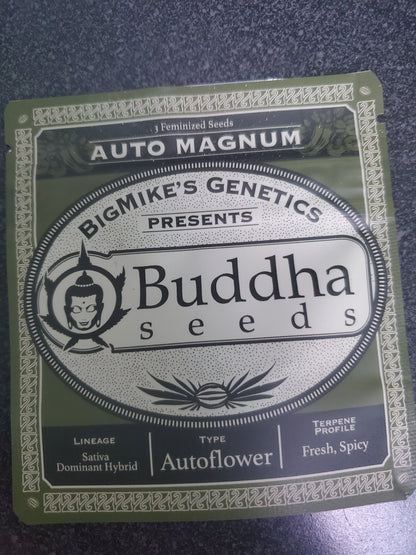 3 Feminized Seeds
AUTO MAGNUM
BIGMIKE'S GENETICS
PRESENTS
Buddha
seeds
LINEAGE
Sativa
Dominant Hybrid
TYPE
Autoflower
TERPENE
PROFILE
Fresh, Spicy